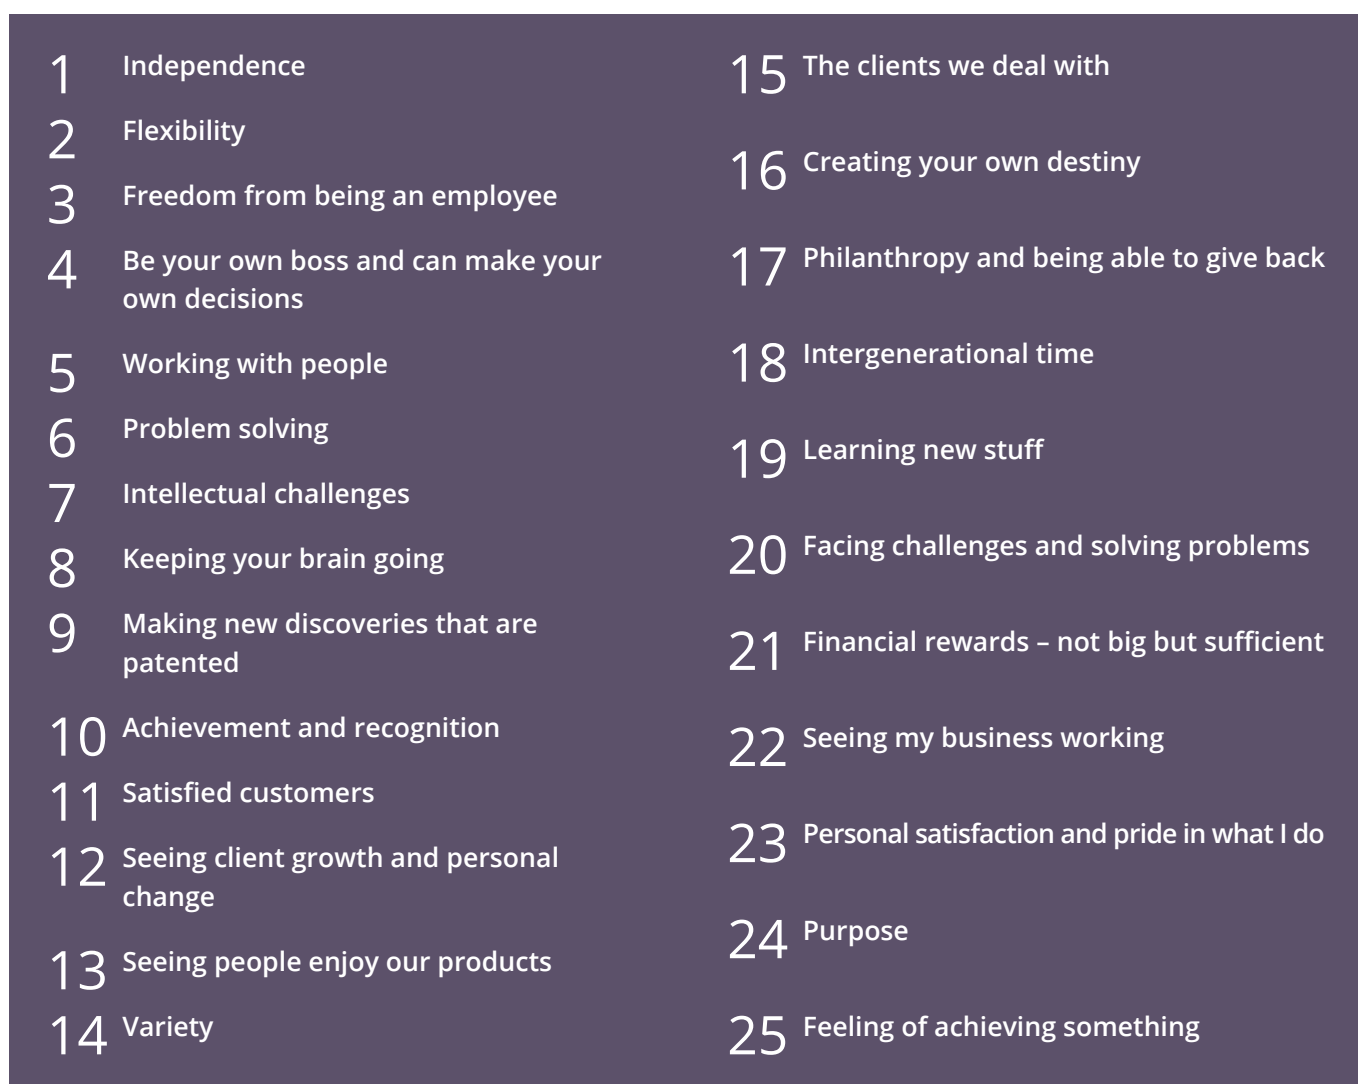 1 Independence
2 Flexibility
3 Freedom from being an employee
4 Be your own boss and can make your
own decisions
5 Working with people
6 Problem solving
7 Intellectual challenges
8 Keeping your brain going
9 Making new discoveries that are
patented
10 Achievement and recognition
11 Satisfied customers
12 Seeing client growth and personal
change
13 Seeing people enjoy our products
14 Variety
15 The clients we deal with
16 Creating your own destiny
17 Philanthropy and being able to give back
18 Intergenerational time
19 Learning new stuff
20 Facing challenges and solving problems
21 Financial rewards – not big but sufficient
22 Seeing my business working
23 Personal satisfaction and pride in what I do
24 Purpose
25 Feeling of achieving something